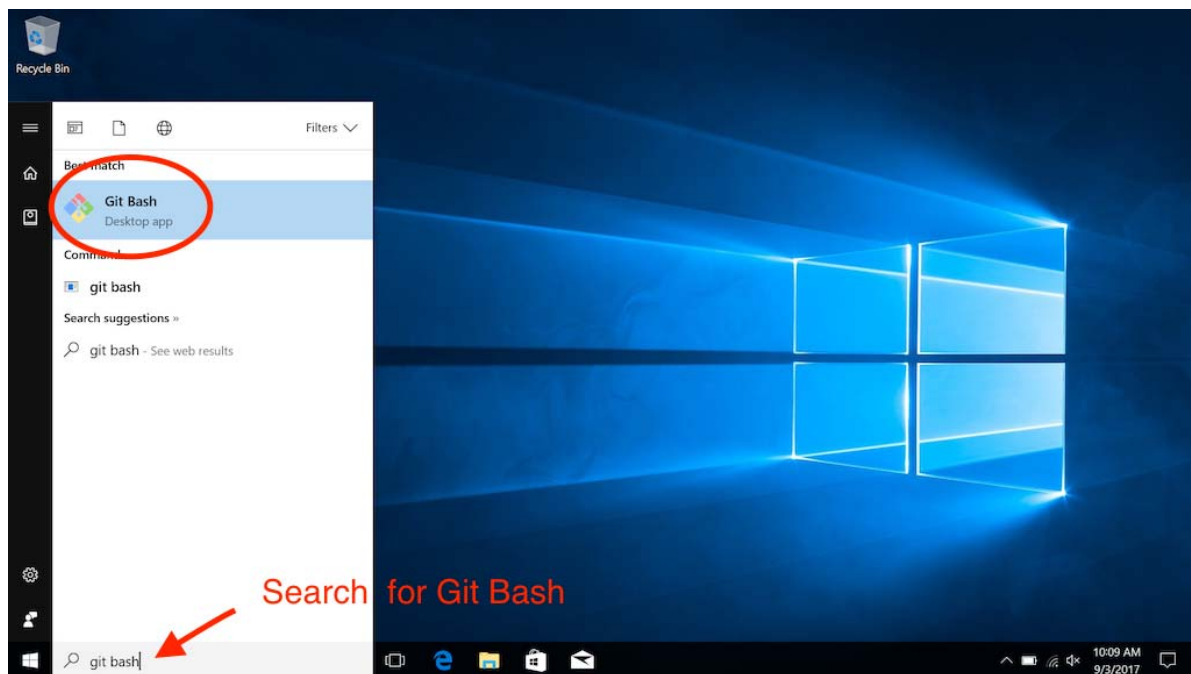 Recycle Bin
Filters
Best match
Git Bash
Desktop app
Command
git bash
Search suggestions »
git bash - See web results
Search for Git Bash
git bash
10:09 AM
9/3/2017